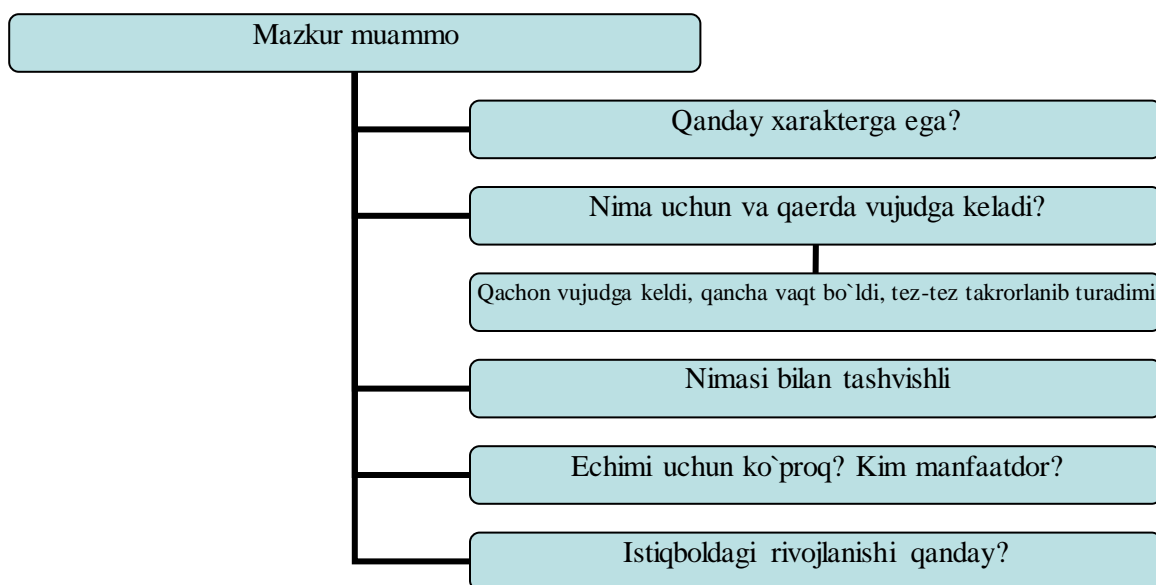 Mazkur muammo
Qanday xarakterga ega?
Nima uchun va qaerda vujudga keladi?
Qachon vujudga keldi, qancha vaqt bo`ldi, tez-tez takrorlanib turadimi
Nimasi bilan tashvishli
Echimi uchun ko`proq? Kim manfaatdor?
Istiqboldagi rivojlanishi qanday?